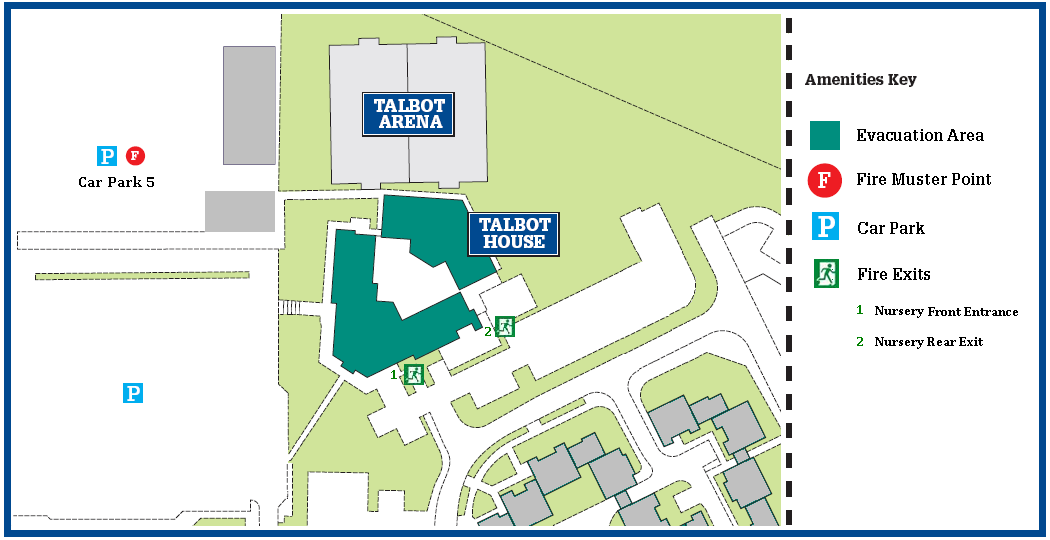 TALBOT
ARENA
P F
Car Park 5
TALBOT
HOUSE
2
1
P
Amenities Key
Evacuation Area
F Fire Muster Point
P Car Park
Fire Exits
1 Nursery Front Entrance
2 Nursery Rear Exit